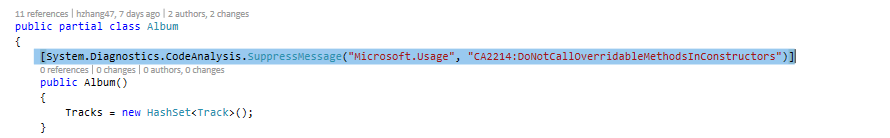 11 references | hzhang47, 7 days ago | 2 authors, 2 changes
public partial class Album
{
[System.Diagnostics.CodeAnalysis.SuppressMessage("Microsoft.Usage", "CA2214:DoNotCallOverridableMethodsInConstructors")]
0 references | 0 changes | 0 authors, 0 changes
public Album()
{
Tracks = new HashSet<Track>();
}